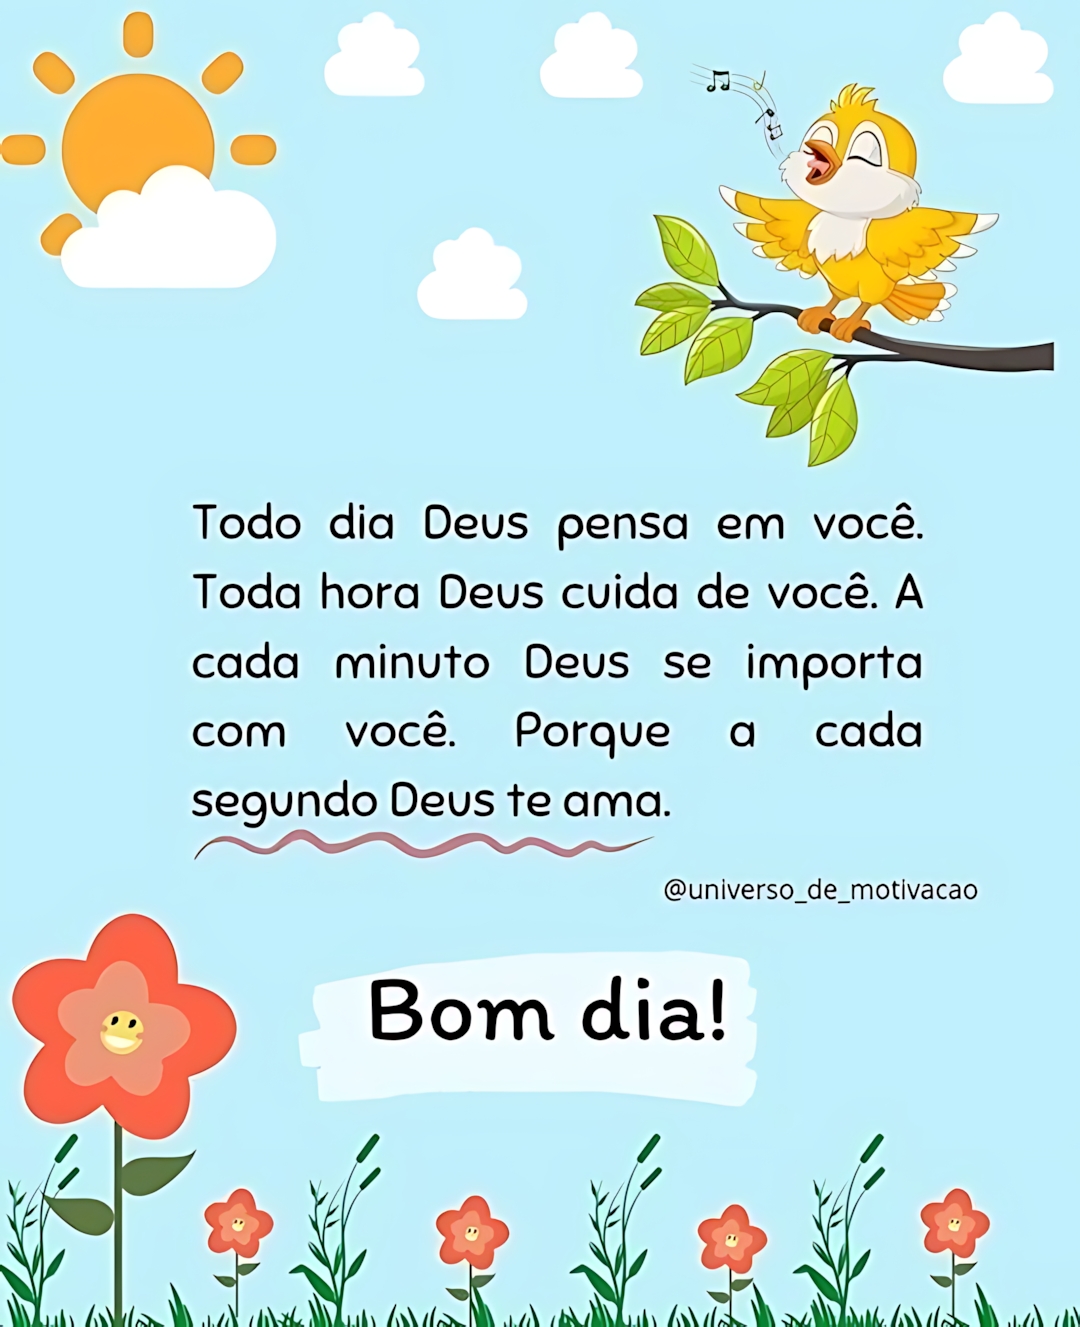 Todo dia Deus pensa em você.
Toda hora Deus cuida de você. A
cada minuto Deus se importa
com você. Porque a cada
segundo Deus te ama.
@universo_de_motivacao
Bom dia!